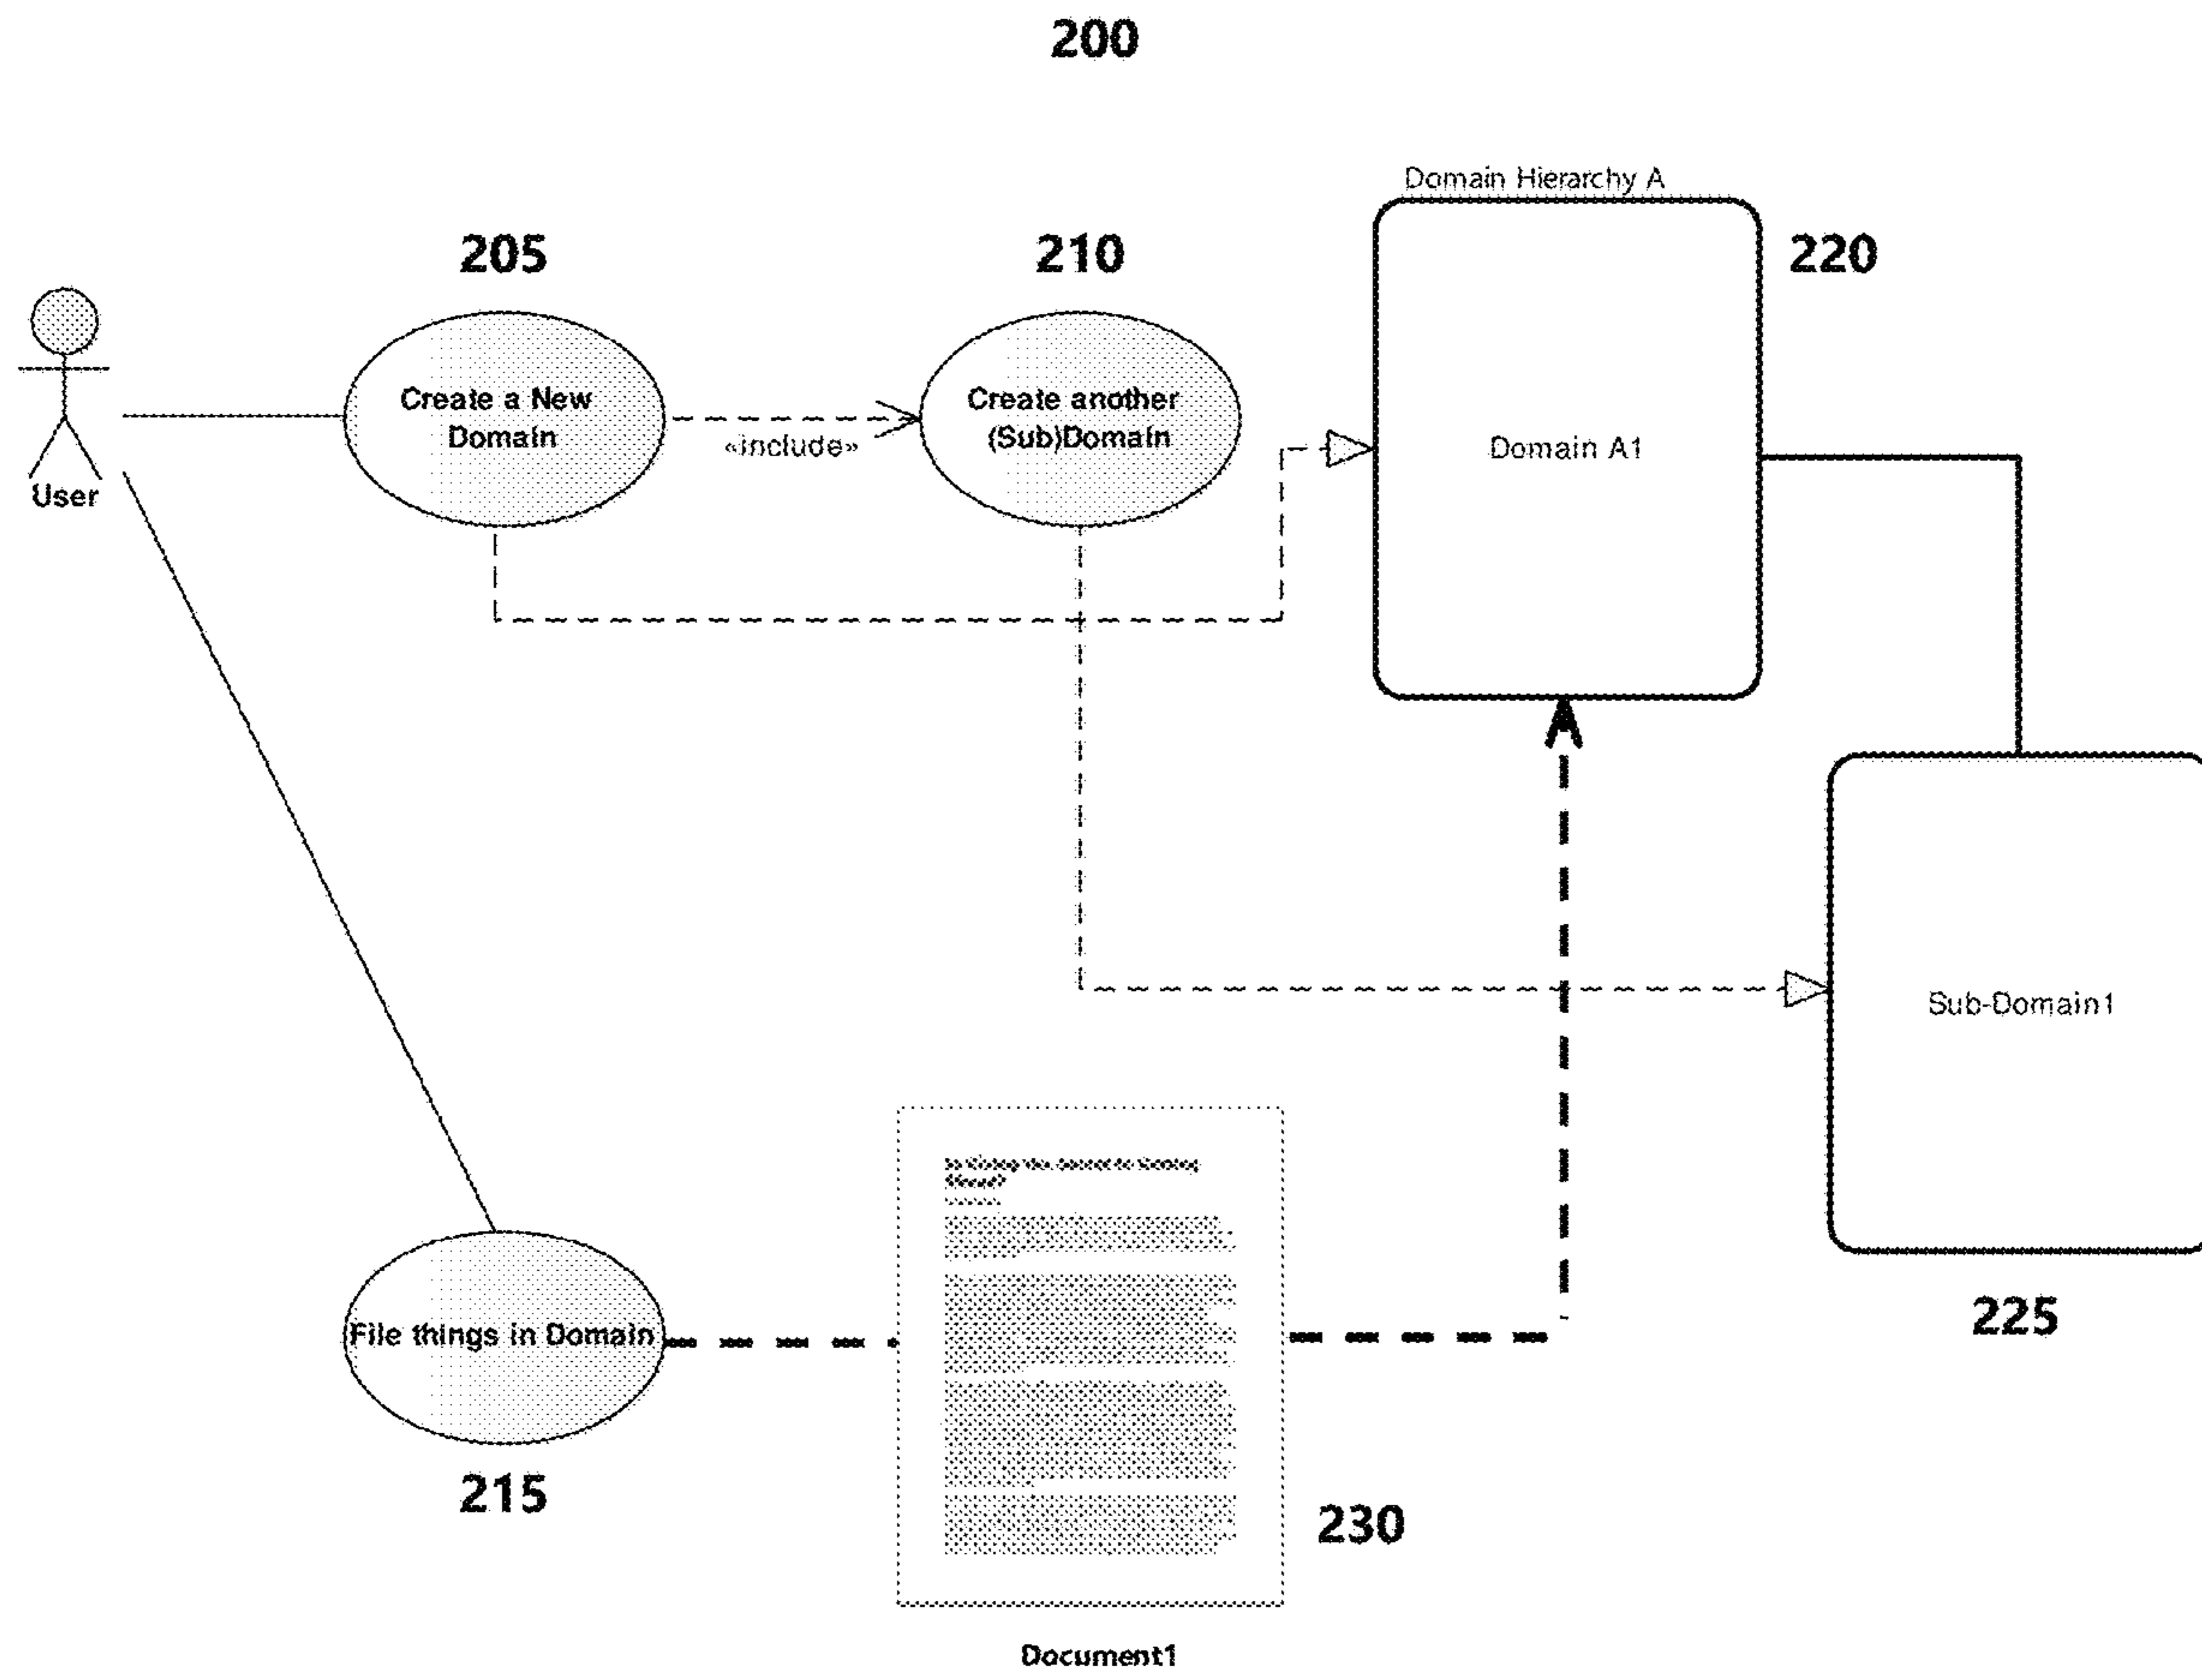 200
Domain Hierarchy A
205
210
220
Create a New
Domain
«include»
Create another
(Sub)Domain
Domain A1
User
Sub-Domain1
File things in Domain
225
215
230
Document1